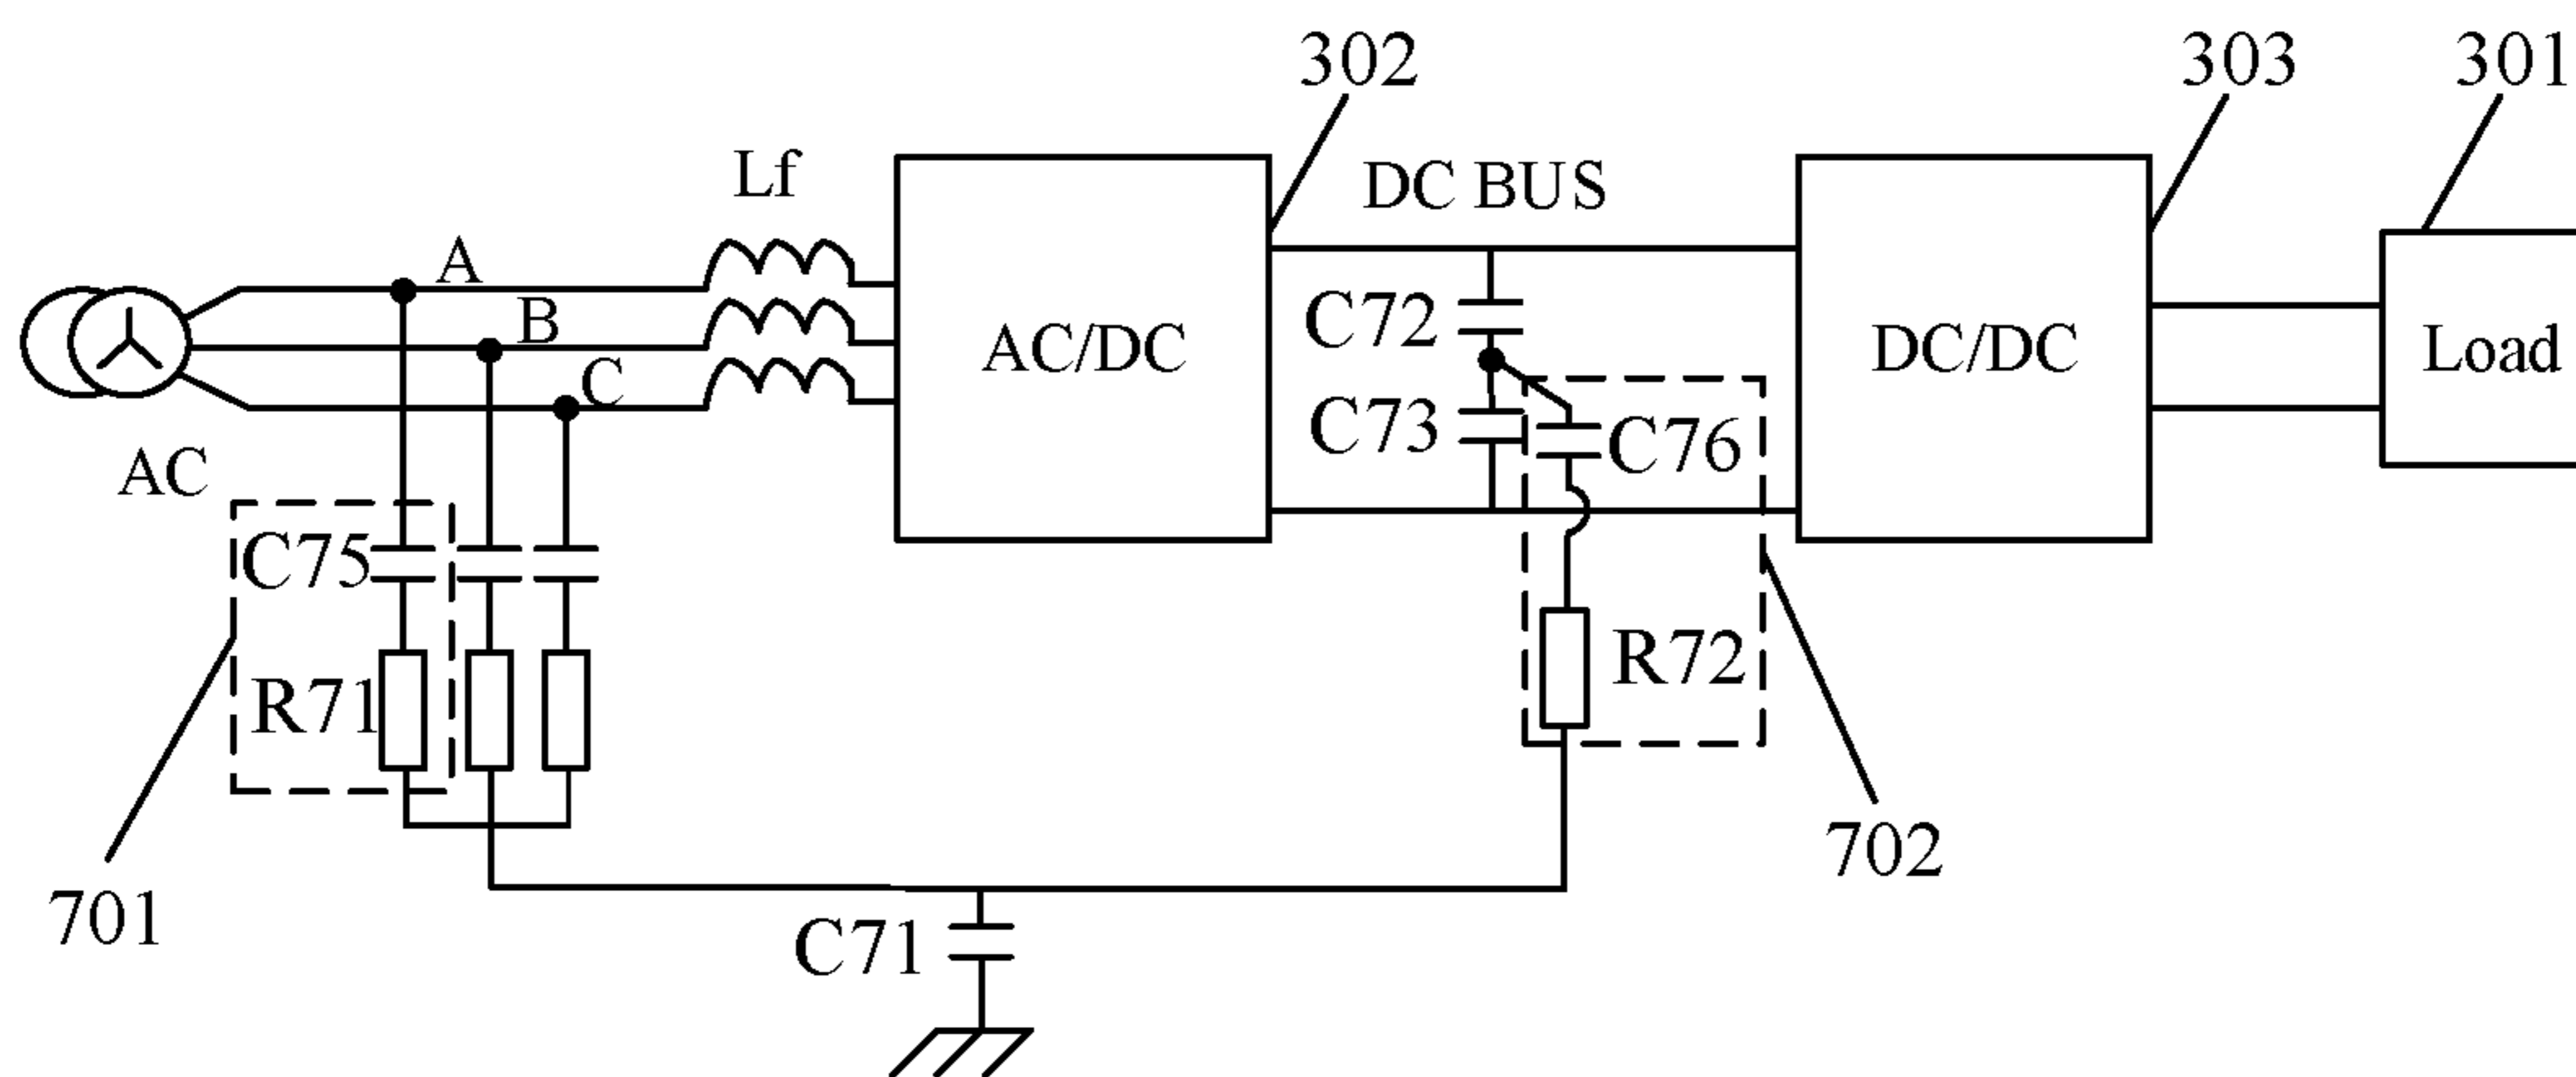 302
303
301
Lf
DC BUS
A
B
C
C72
AC/DC
DC/DC
Load
C73
C76
AC
C75
R71
R72
702
701
C71